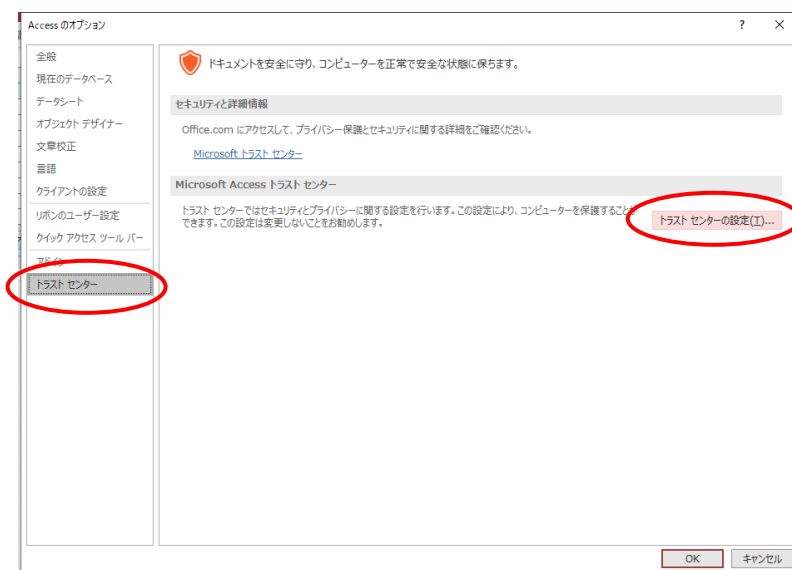 Access のオプション
? ×
全般
現在のデータベース
データシート
オブジェクト デザイナー
文章校正
言語
クライアントの設定
リボンのユーザー設定
クイック アクセス ツール バー
アドイン
トラスト センター
ドキュメントを安全に守り、コンピューターを正常で安全な状態に保ちます。
セキュリティと詳細情報
Office.com にアクセスして、プライバシー保護とセキュリティに関する詳細をご確認ください。
Microsoft トラスト センター
Microsoft Access トラスト センター
トラスト センターではセキュリティとプライバシーに関する設定を行います。この設定により、コンピューターを保護することも
できます。この設定は変更しないことをお勧めします。
トラスト センターの設定(T)...
OK
キャンセル